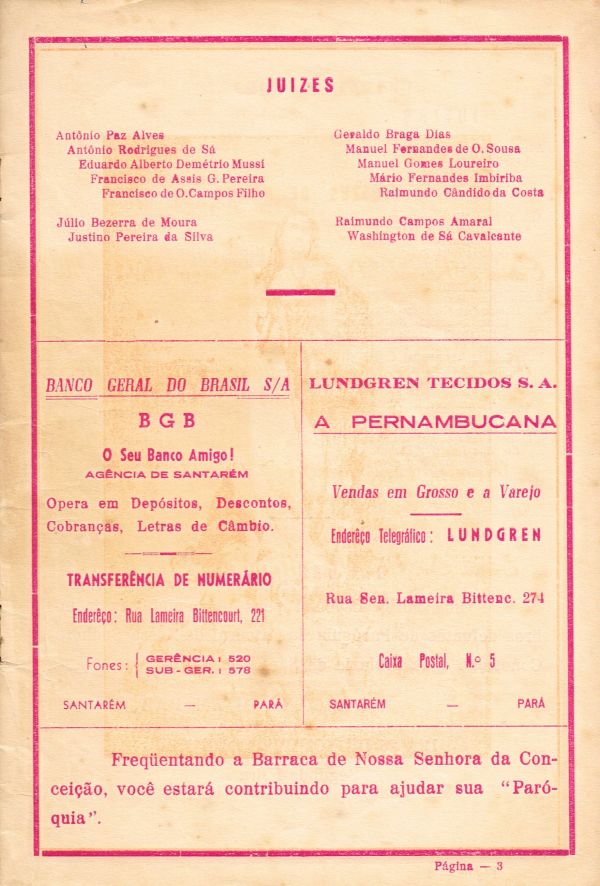 JUIZES
Antônio Paz Alves
Antônio Rodrigues de Sá
Eduardo Alberto Demétrio Mussi
Francisco de Assis G. Pereira
Francisco de O. Campos Filho
Júlio Bezerra de Moura
Justino Pereira da Silva
Geraldo Braga Dias
Manuel Fernandes de O. Sousa
Manuel Gomes Loureiro
Mário Fernandes Imbiriba
Raimundo Cândido da Costa
Raimundo Campos Amaral
Washington de Sá Cavalcante
BANCO GERAL DO BRASIL S/A
BGB
O Seu Banco Amigo!
AGÊNCIA DE SANTARÉM
Opera em Depósitos, Descontos,
Cobranças, Letras de Câmbio.
TRANSFERÊNCIA DE NUMERÁRIO
Enderêço: Rua Lameira Bittencourt, 221
Fones: { GERÊNCIA: 520
SUB-GER.: 578
SANTARÉM — PARÁ
LUNDGREN TECIDOS S. A.
A PERNAMBUCANA
Vendas em Grosso e a Varejo
Enderêço Telegráfico: LUNDGREN
Rua Sen. Lameira Bittenc. 274
Caixa Postal, N.º 5
SANTARÉM — PARÁ
Freqüentando a Barraca de Nossa Senhora da Con-
ceição, você estará contribuindo para ajudar sua “Paró-
quia”.
Página — 3